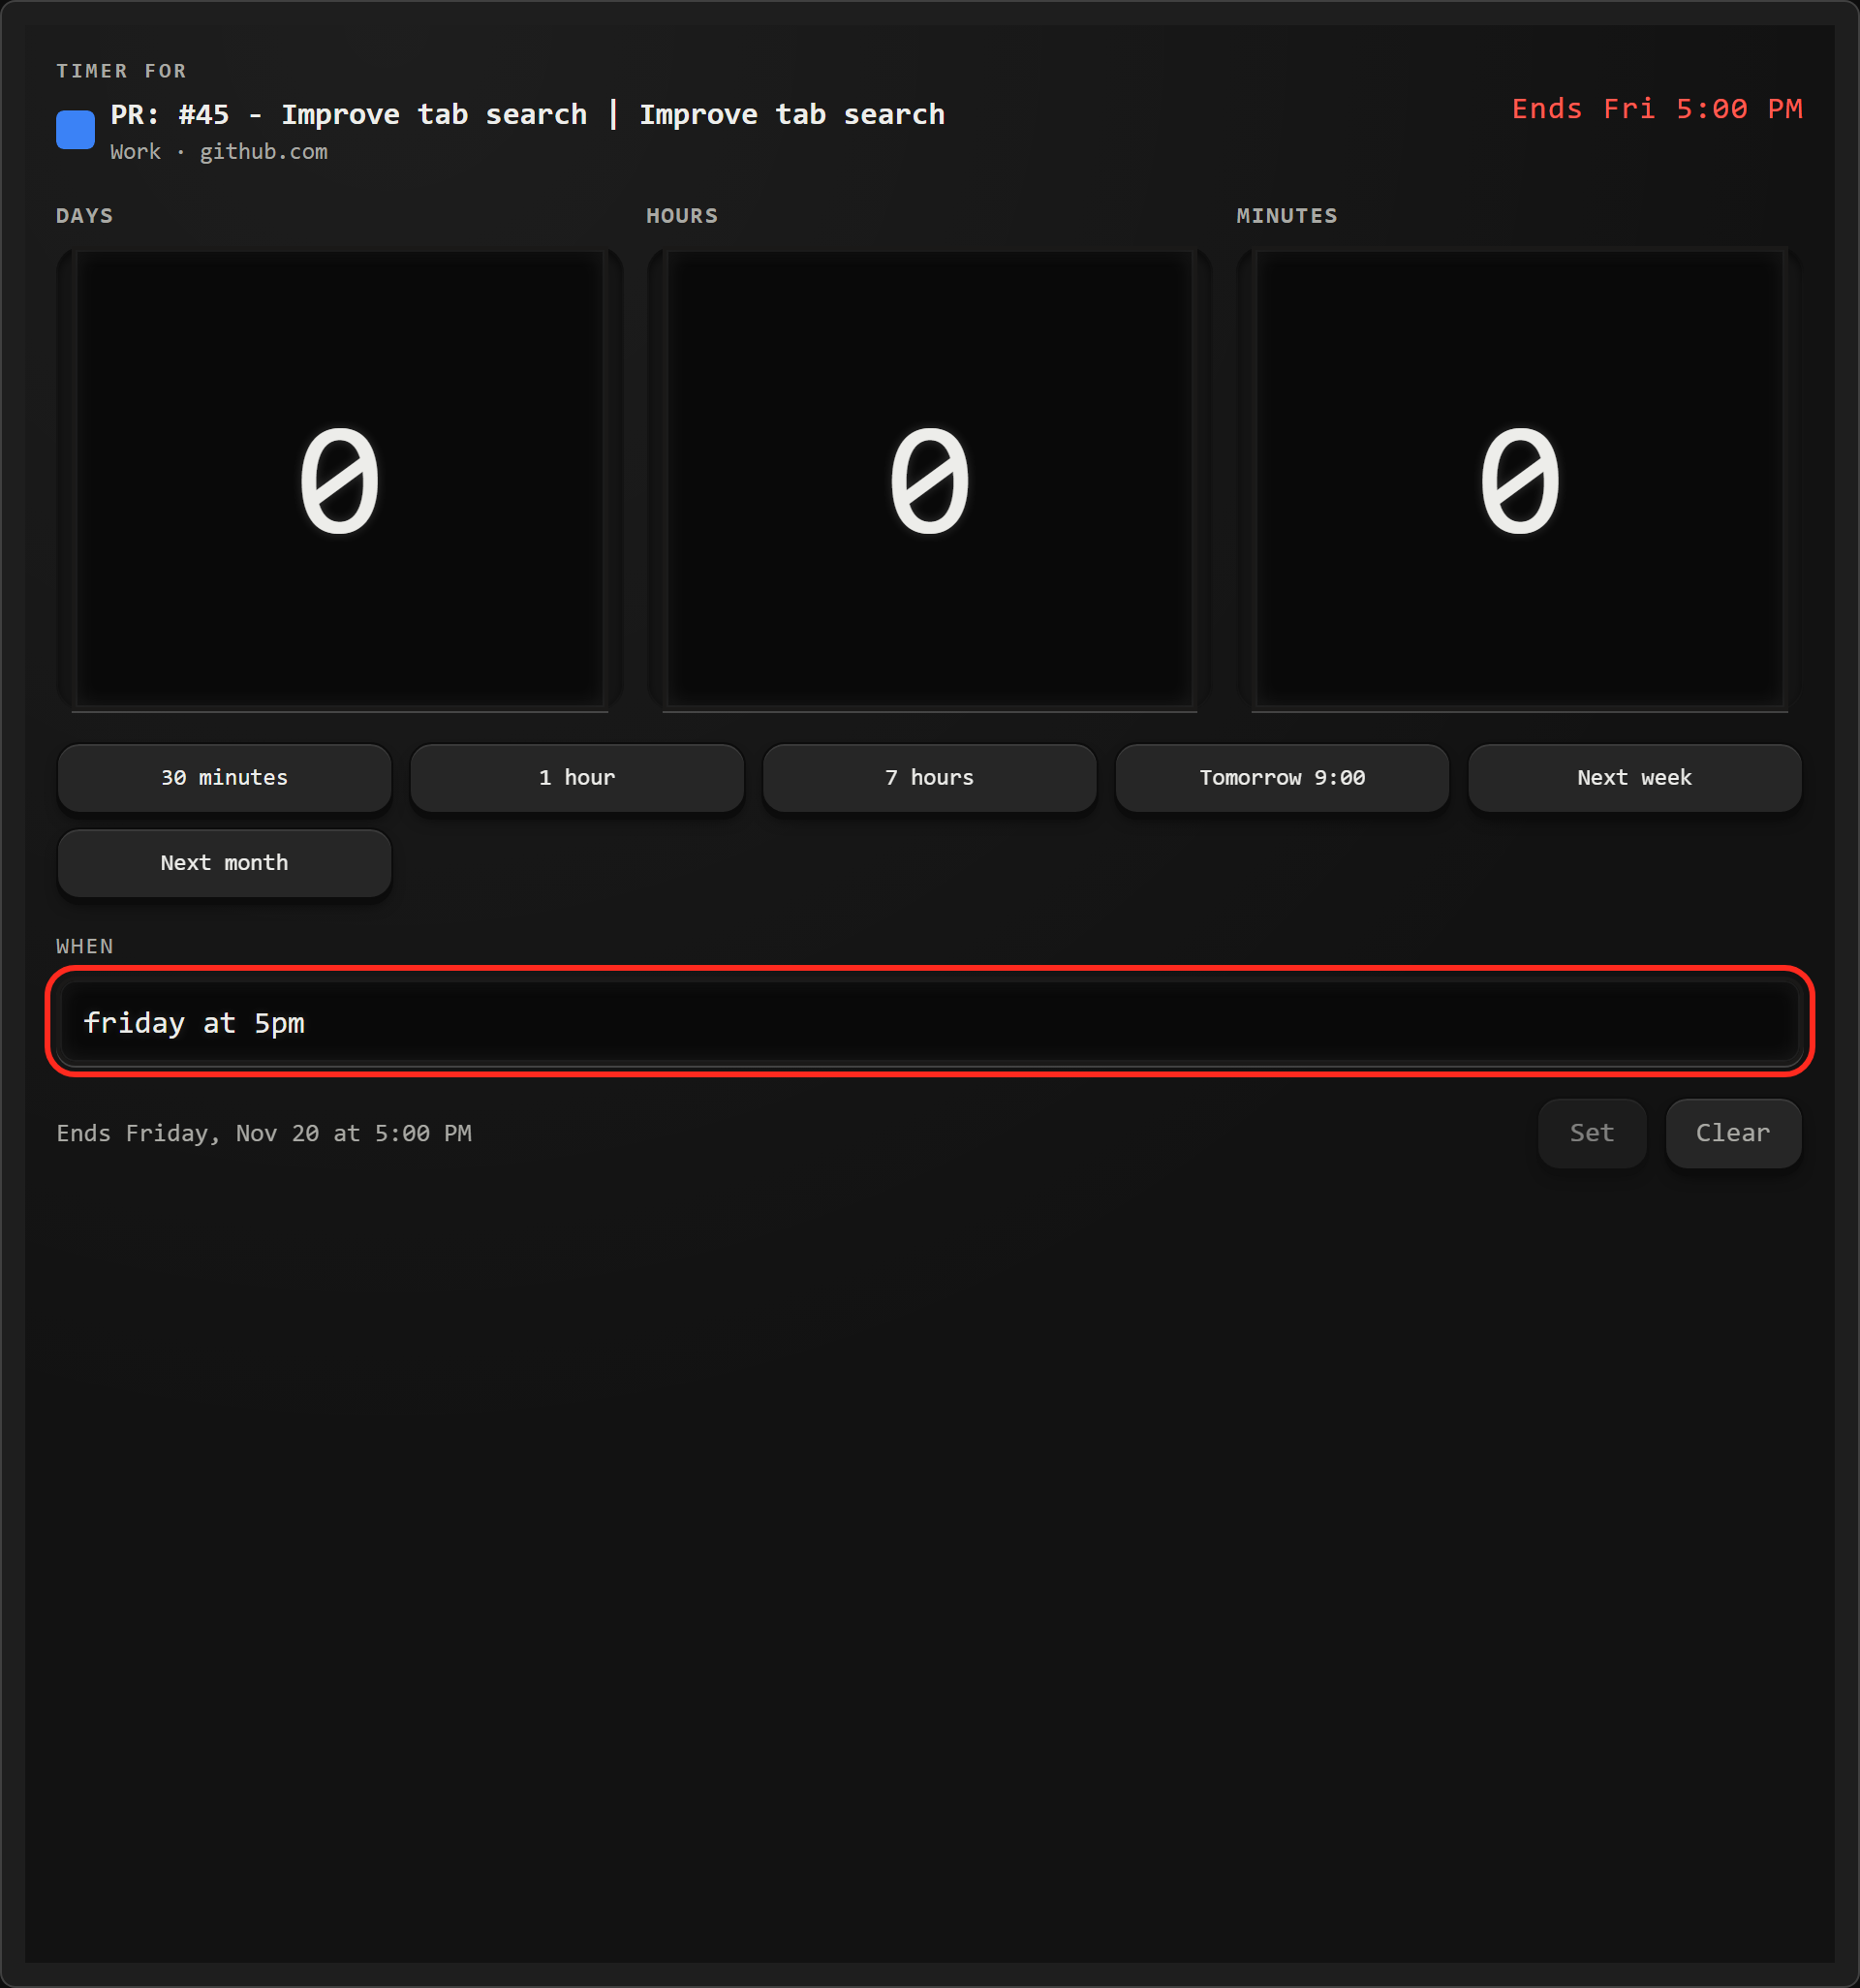 TIMER FOR
PR: #45 - Improve tab search | Improve tab search
Ends Fri 5:00 PM
Work · github.com
DAYS HOURS MINUTES
0 0 0
30 minutes 1 hour 7 hours Tomorrow 9:00 Next week
Next month
WHEN
friday at 5pm
Ends Friday, Nov 20 at 5:00 PM Set Clear